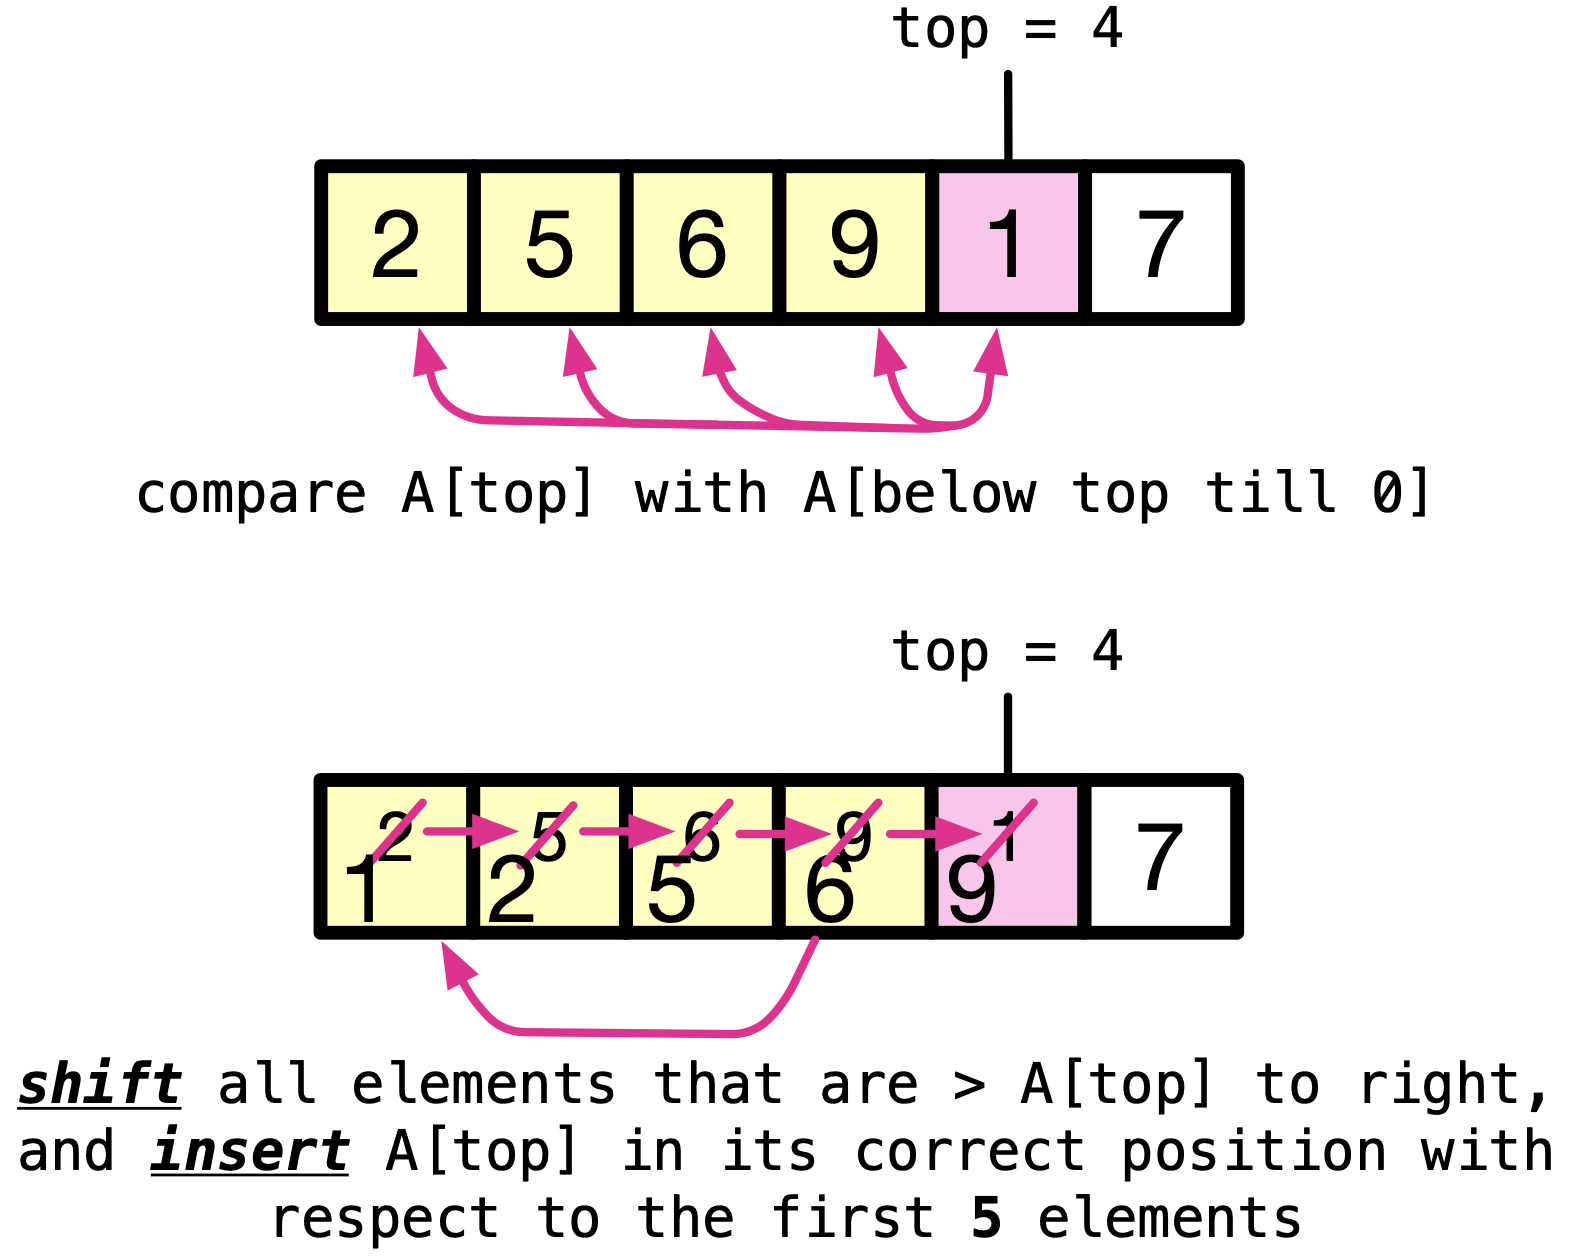 top = 4
2 5 6 9 1 7
compare A[top] with A[below top till 0]
top = 4
2 5 6 9 1
1 2 5 6 9 7
shift all elements that are > A[top] to right,
and insert A[top] in its correct position with
respect to the first 5 elements